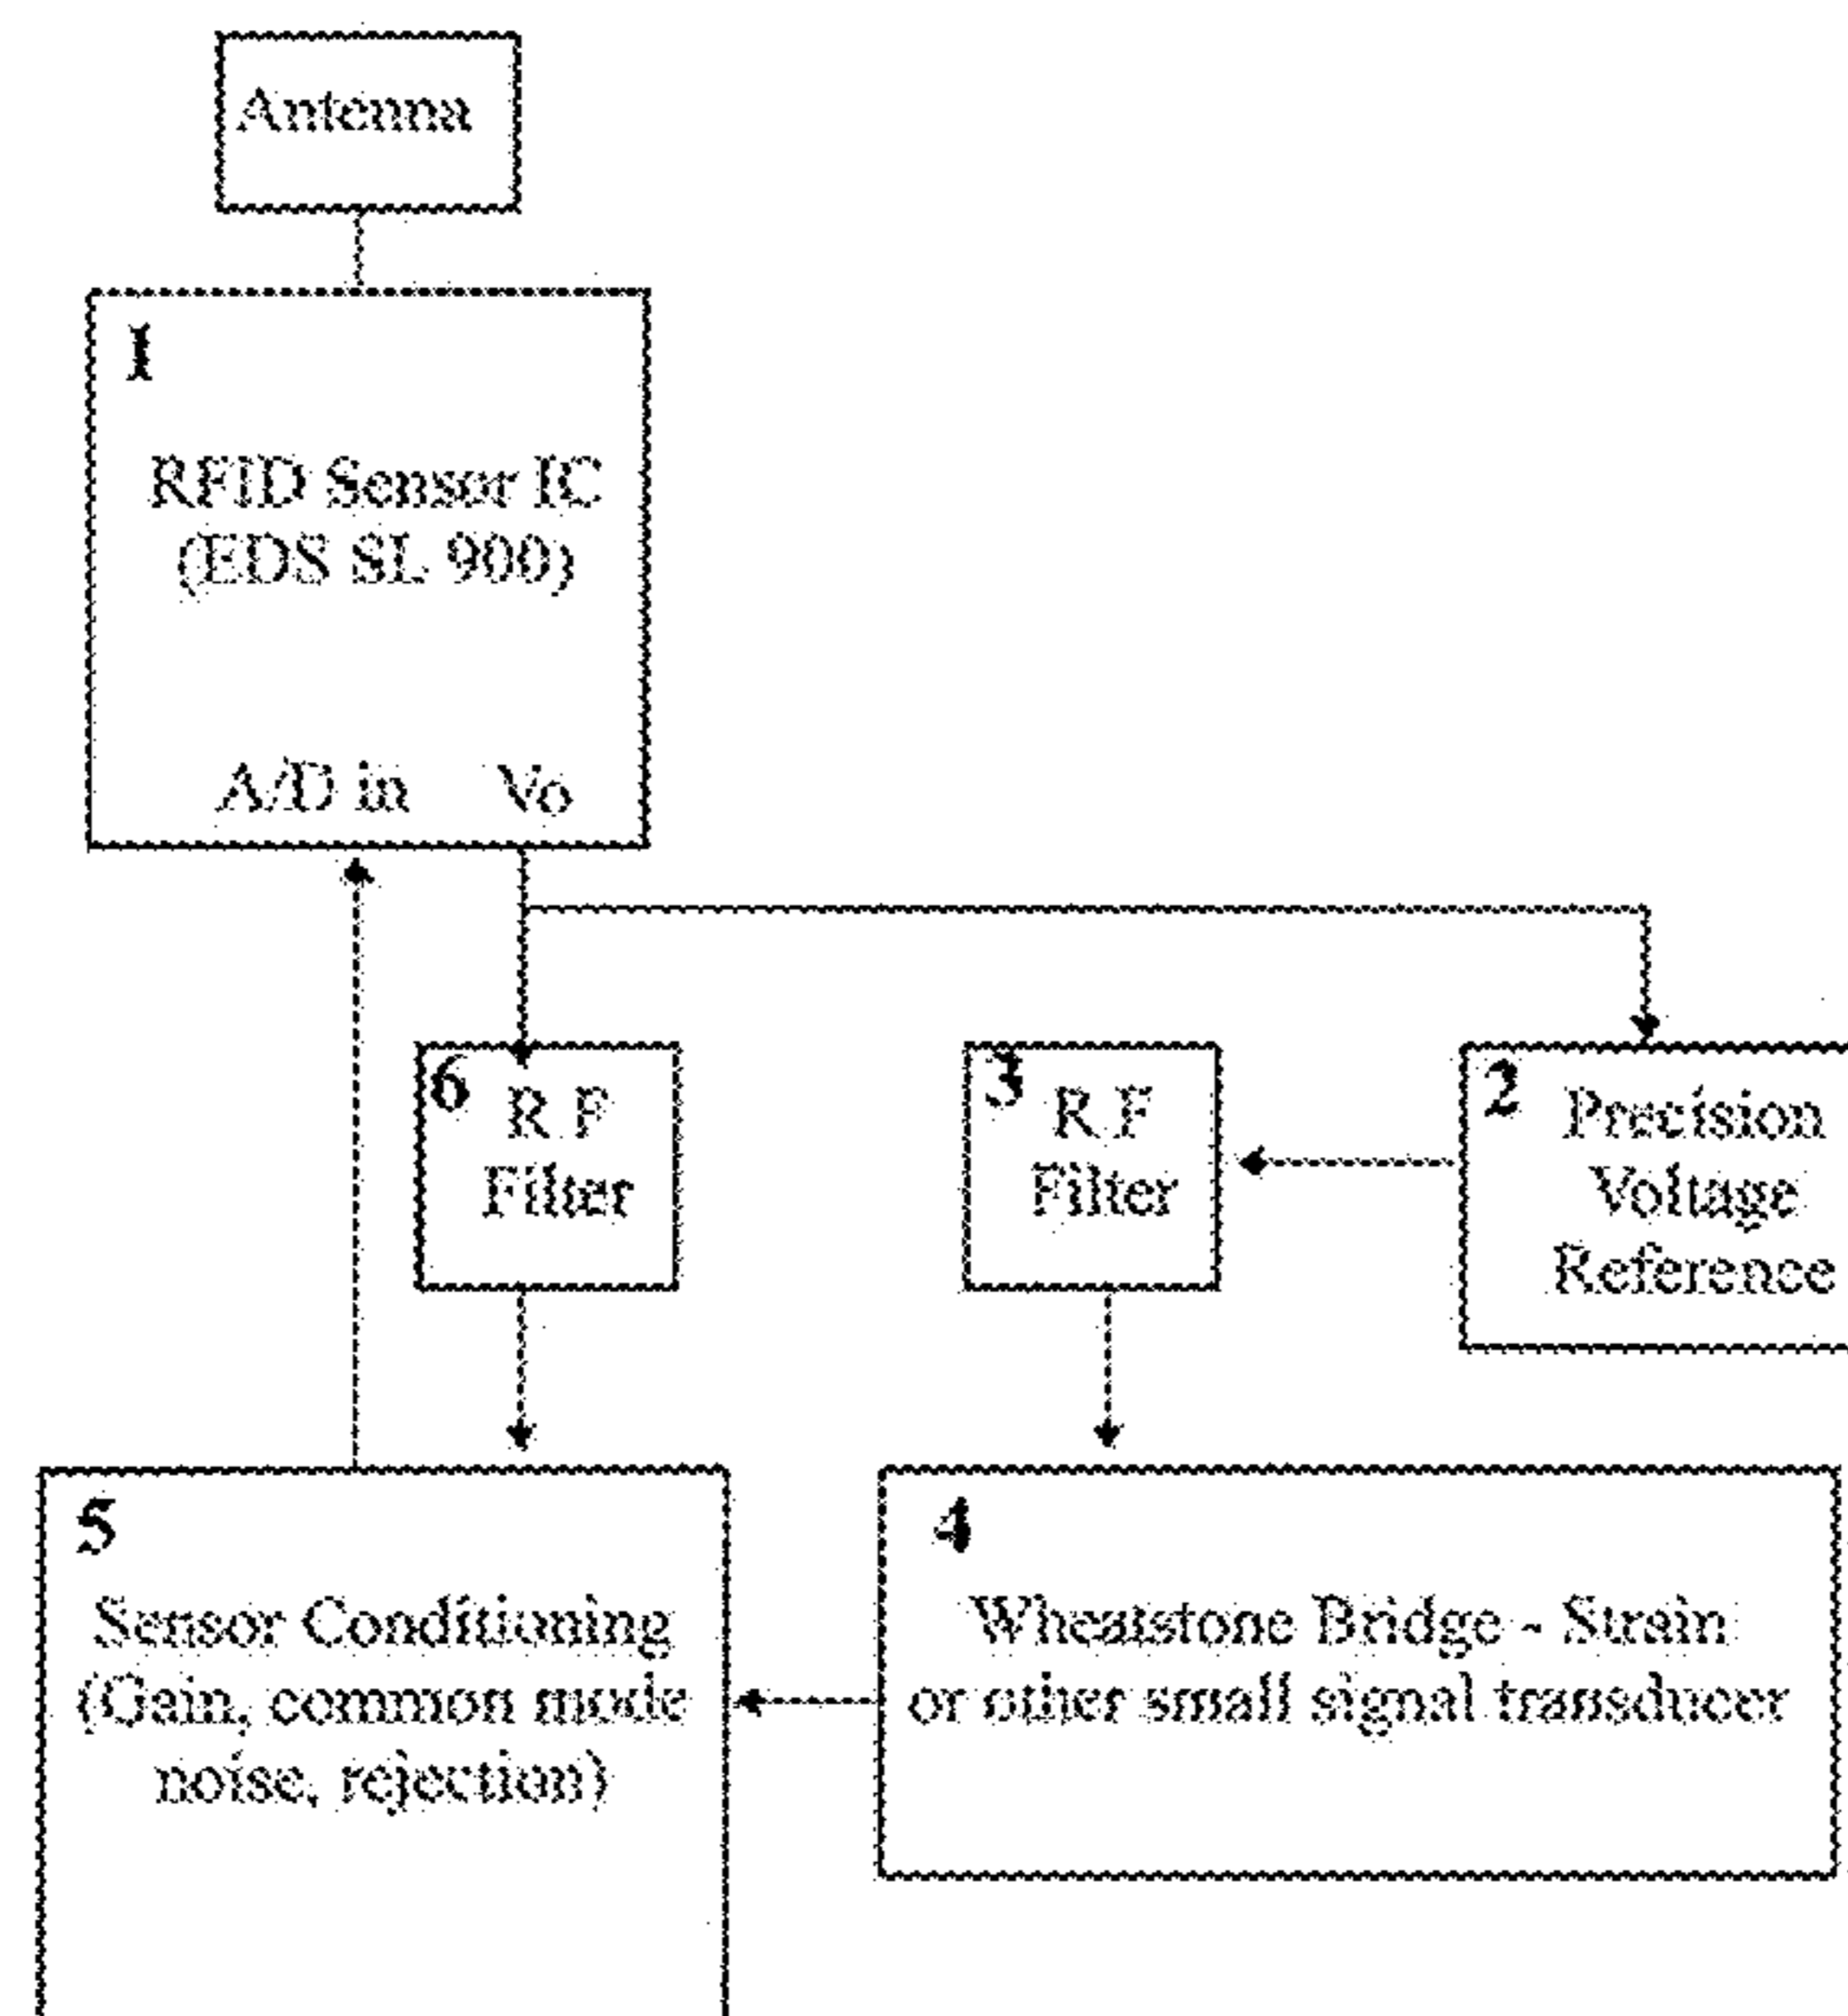 Antenna
1
RFID Sensor IC
(EDS SL 900)
A/D in Vo
6
R F
Filter
3
R F
Filter
2
Precision
Voltage
Reference
5
Sensor Conditioning
(Gain, common mode
noise, rejection)
4
Wheatstone Bridge - Strain
or other small signal transducer